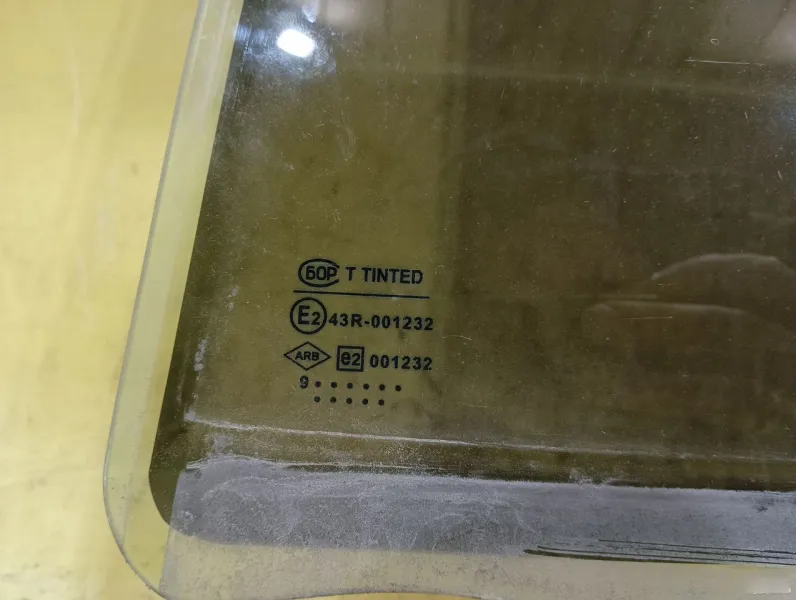 БОР T TINTED
E2 43R-001232
ARB e2 001232
9